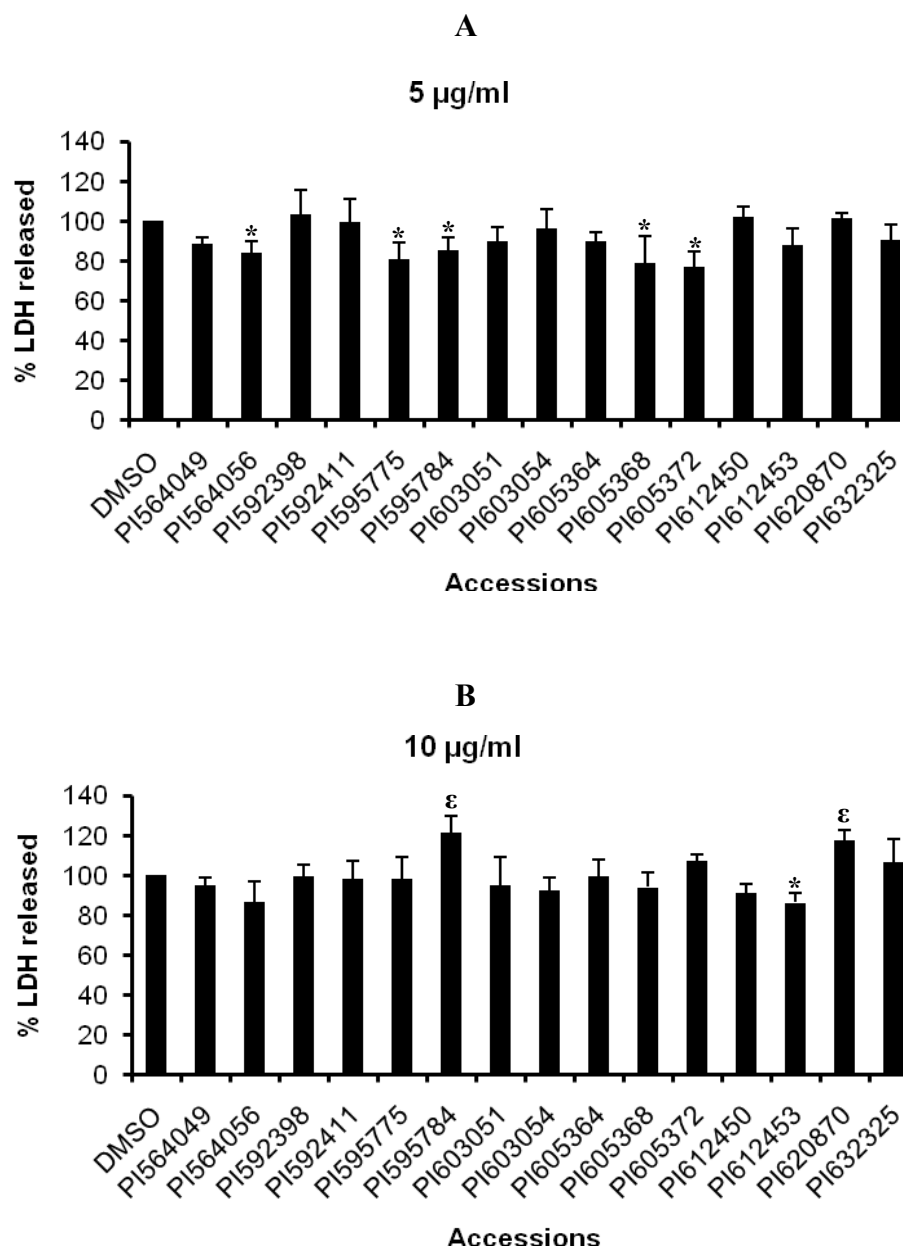 A
5 µg/ml
% LDH released
140
120
100
80
60
40
20
0
* * * * *
DMSO
PI564049
PI564056
PI592398
PI592411
PI595775
PI595784
PI603051
PI603054
PI605364
PI605368
PI605372
PI612450
PI612453
PI620870
PI632325
Accessions
B
10 µg/ml
% LDH released
140
120
100
80
60
40
20
0
ε * ε
DMSO
PI564049
PI564056
PI592398
PI592411
PI595775
PI595784
PI603051
PI603054
PI605364
PI605368
PI605372
PI612450
PI612453
PI620870
PI632325
Accessions